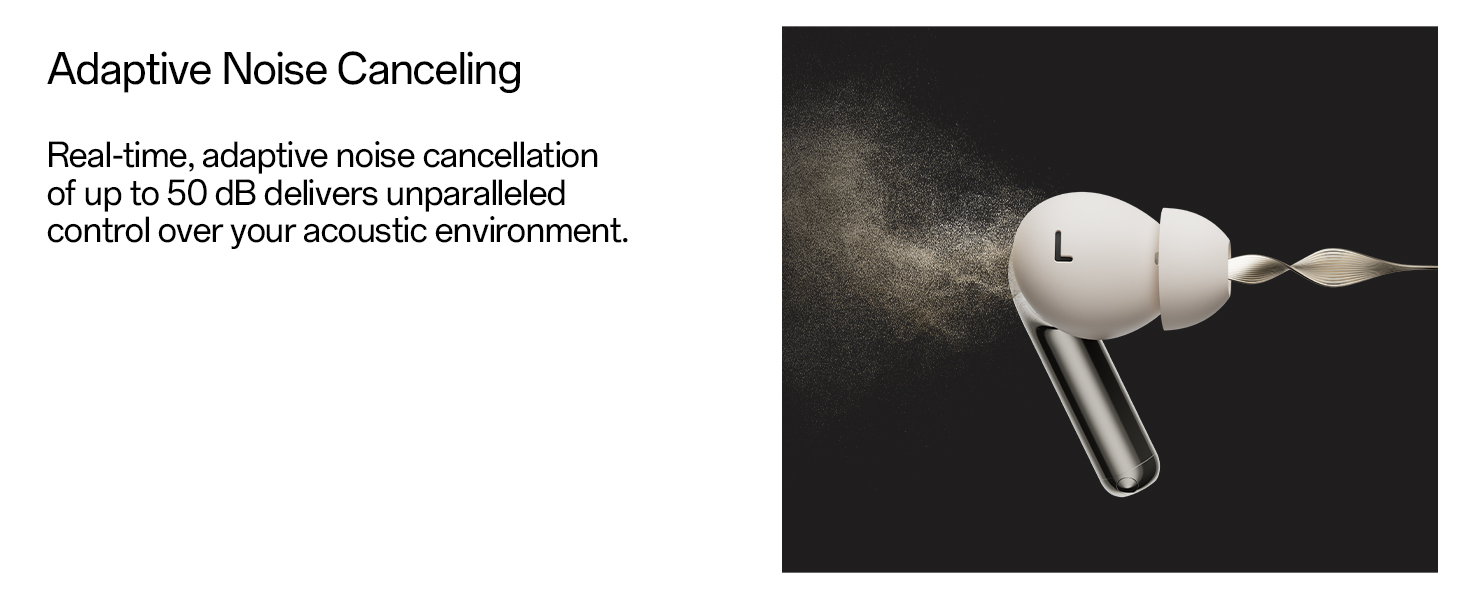 Adaptive Noise Canceling
Real-time, adaptive noise cancellation
of up to 50 dB delivers unparalleled
control over your acoustic environment.
L